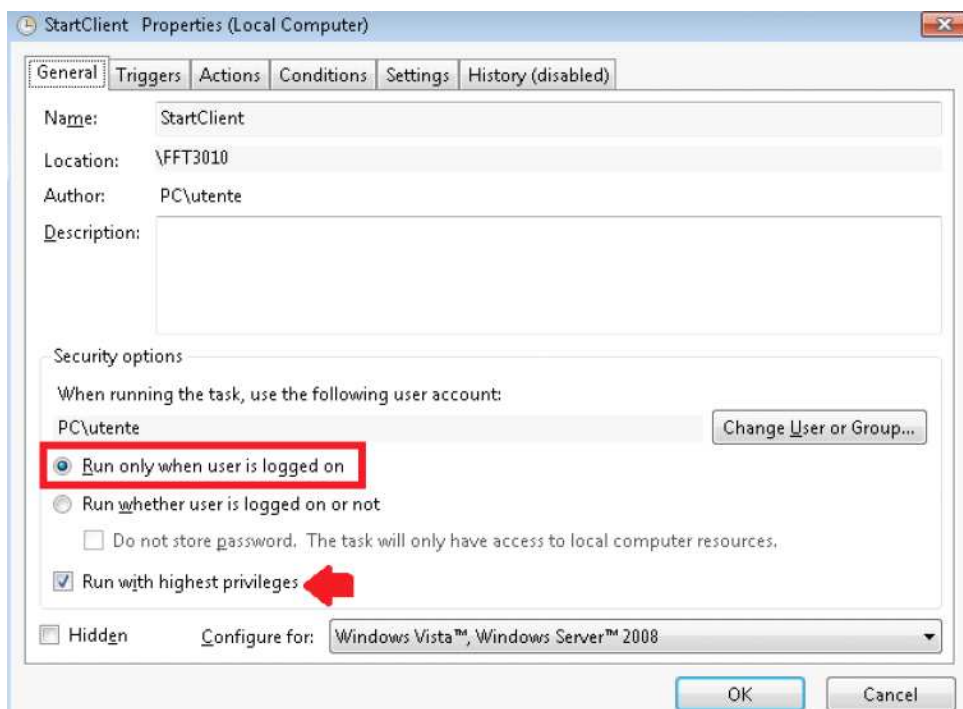 StartClient Properties (Local Computer)
General Triggers Actions Conditions Settings History (disabled)
Name: StartClient
Location: \FFT3010
Author: PC\utente
Description:
Security options
When running the task, use the following user account:
PC\utente Change User or Group...
Run only when user is logged on
Run whether user is logged on or not
Do not store password. The task will only have access to local computer resources.
Run with highest privileges
Hidden Configure for: Windows Vista™, Windows Server™ 2008
OK Cancel